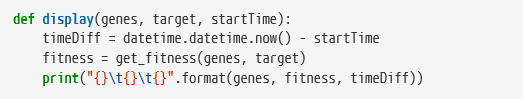 def display(genes, target, startTime):
    timeDiff = datetime.datetime.now() - startTime
    fitness = get_fitness(genes, target)
    print("{}\t{}\t{}".format(genes, fitness, timeDiff))